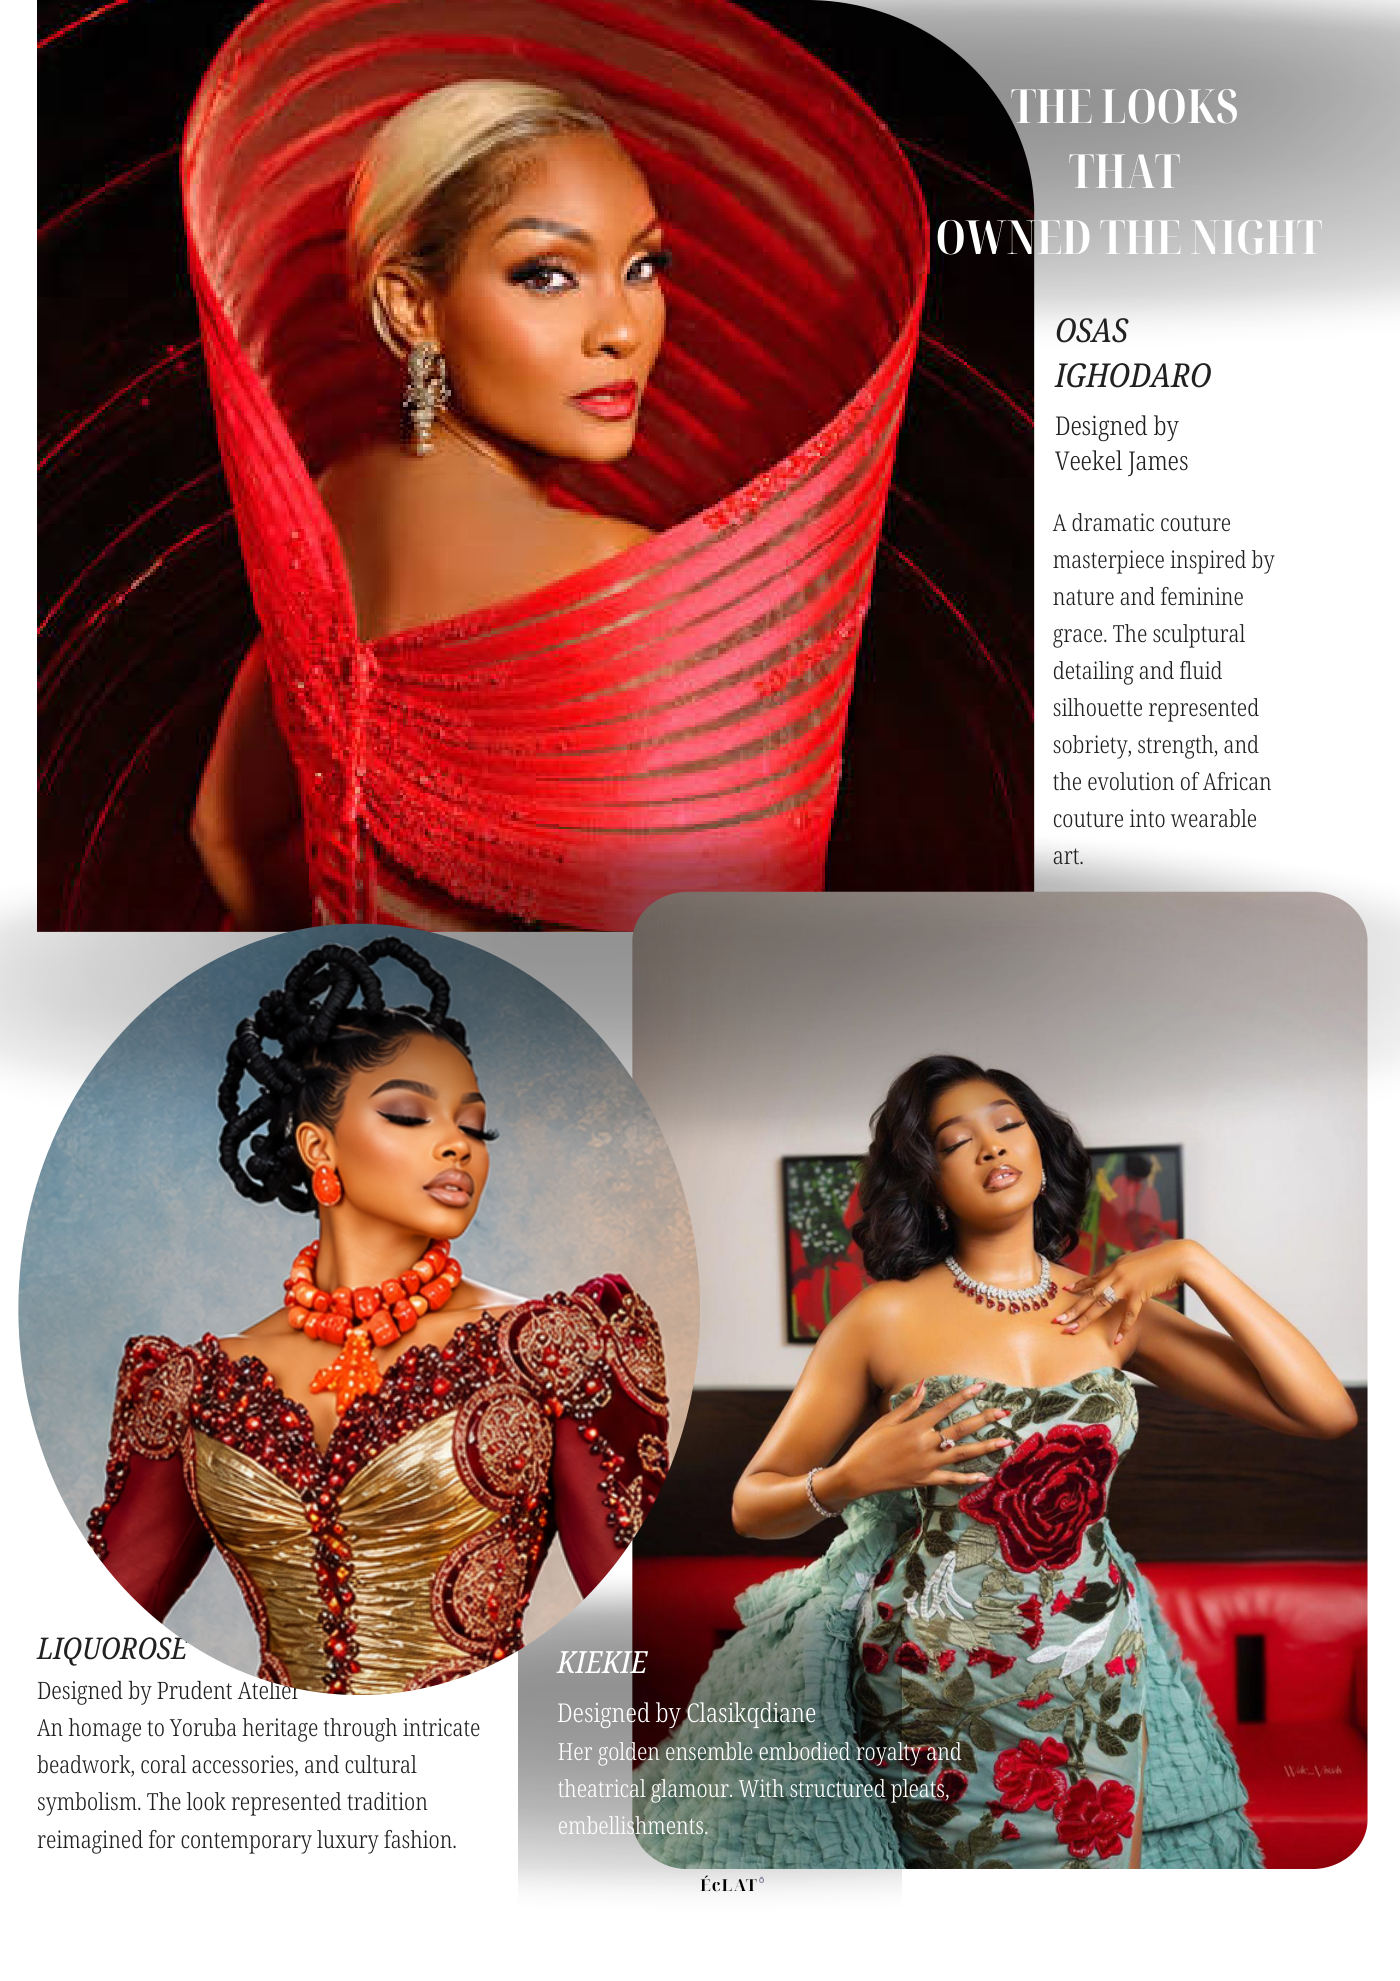 THE LOOKS
THAT
OWNED THE NIGHT
OSAS
IGHODARO
Designed by
Veekel James
A dramatic couture
masterpiece inspired by
nature and feminine
grace. The sculptural
detailing and fluid
silhouette represented
sobriety, strength, and
the evolution of African
couture into wearable
art.
LIQUOROSE
Designed by Prudent Atelier
An homage to Yoruba heritage through intricate
beadwork, coral accessories, and cultural
symbolism. The look represented tradition
reimagined for contemporary luxury fashion.
KIEKIE
Designed by Clasikqdiane
Her golden ensemble embodied royalty and
theatrical glamour. With structured pleats,
embellishments.
ÉcLAT